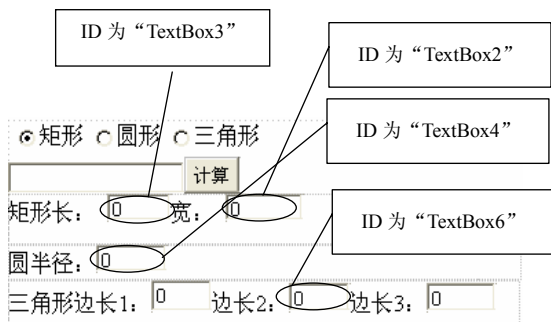 ID 为“TextBox3”
ID 为“TextBox2”
ID 为“TextBox4”
矩形 圆形 三角形
计算
矩形长： 0 宽： 0
ID 为“TextBox6”
圆半径： 0
三角形边长1： 0 边长2： 0 边长3： 0